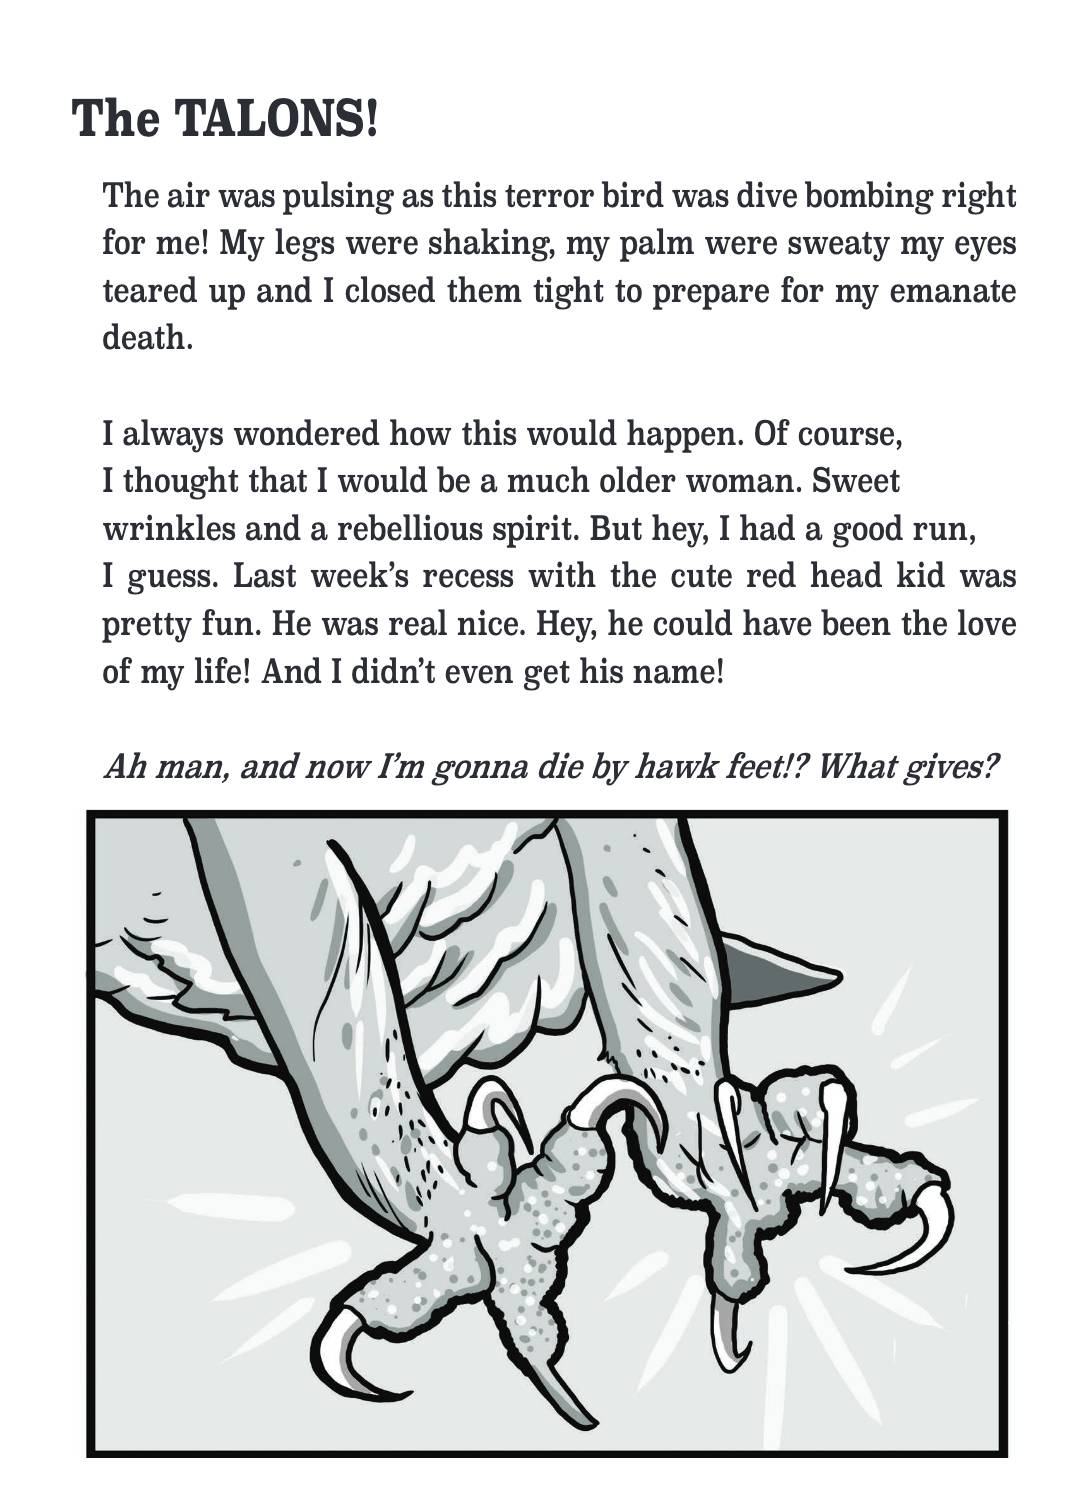 The TALONS!
The air was pulsing as this terror bird was dive bombing right
for me! My legs were shaking, my palm were sweaty my eyes
teared up and I closed them tight to prepare for my emanate
death.
I always wondered how this would happen. Of course,
I thought that I would be a much older woman. Sweet
wrinkles and a rebellious spirit. But hey, I had a good run,
I guess. Last week’s recess with the cute red head kid was
pretty fun. He was real nice. Hey, he could have been the love
of my life! And I didn’t even get his name!
Ah man, and now I’m gonna die by hawk feet!? What gives?